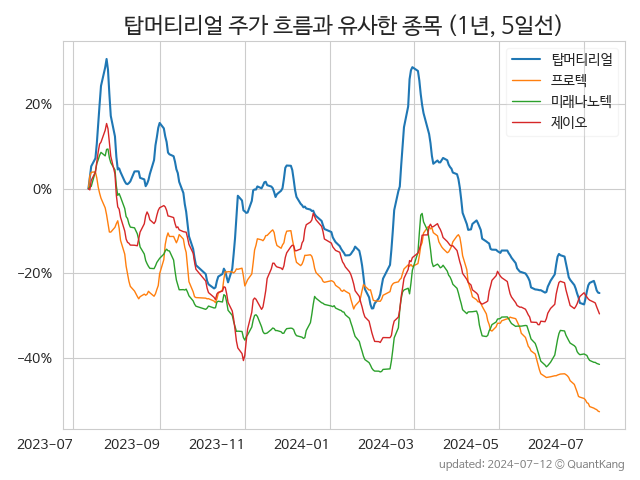 탑머티리얼 주가 흐름과 유사한 종목 (1년, 5일선)
탑머티리얼
프로텍
미래나노텍
제이오
20%
0%
−20%
−40%
2023-07 2023-09 2023-11 2024-01 2024-03 2024-05 2024-07
updated: 2024-07-12 © QuantKang